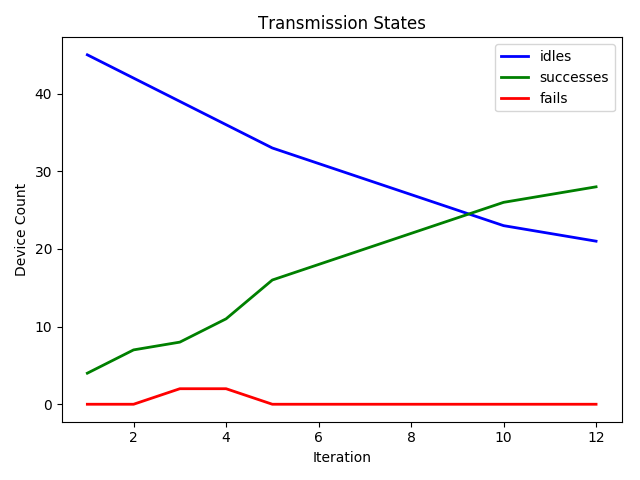 Transmission States
idles
successes
fails
Device Count
40
30
20
10
0
2 4 6 8 10 12
Iteration